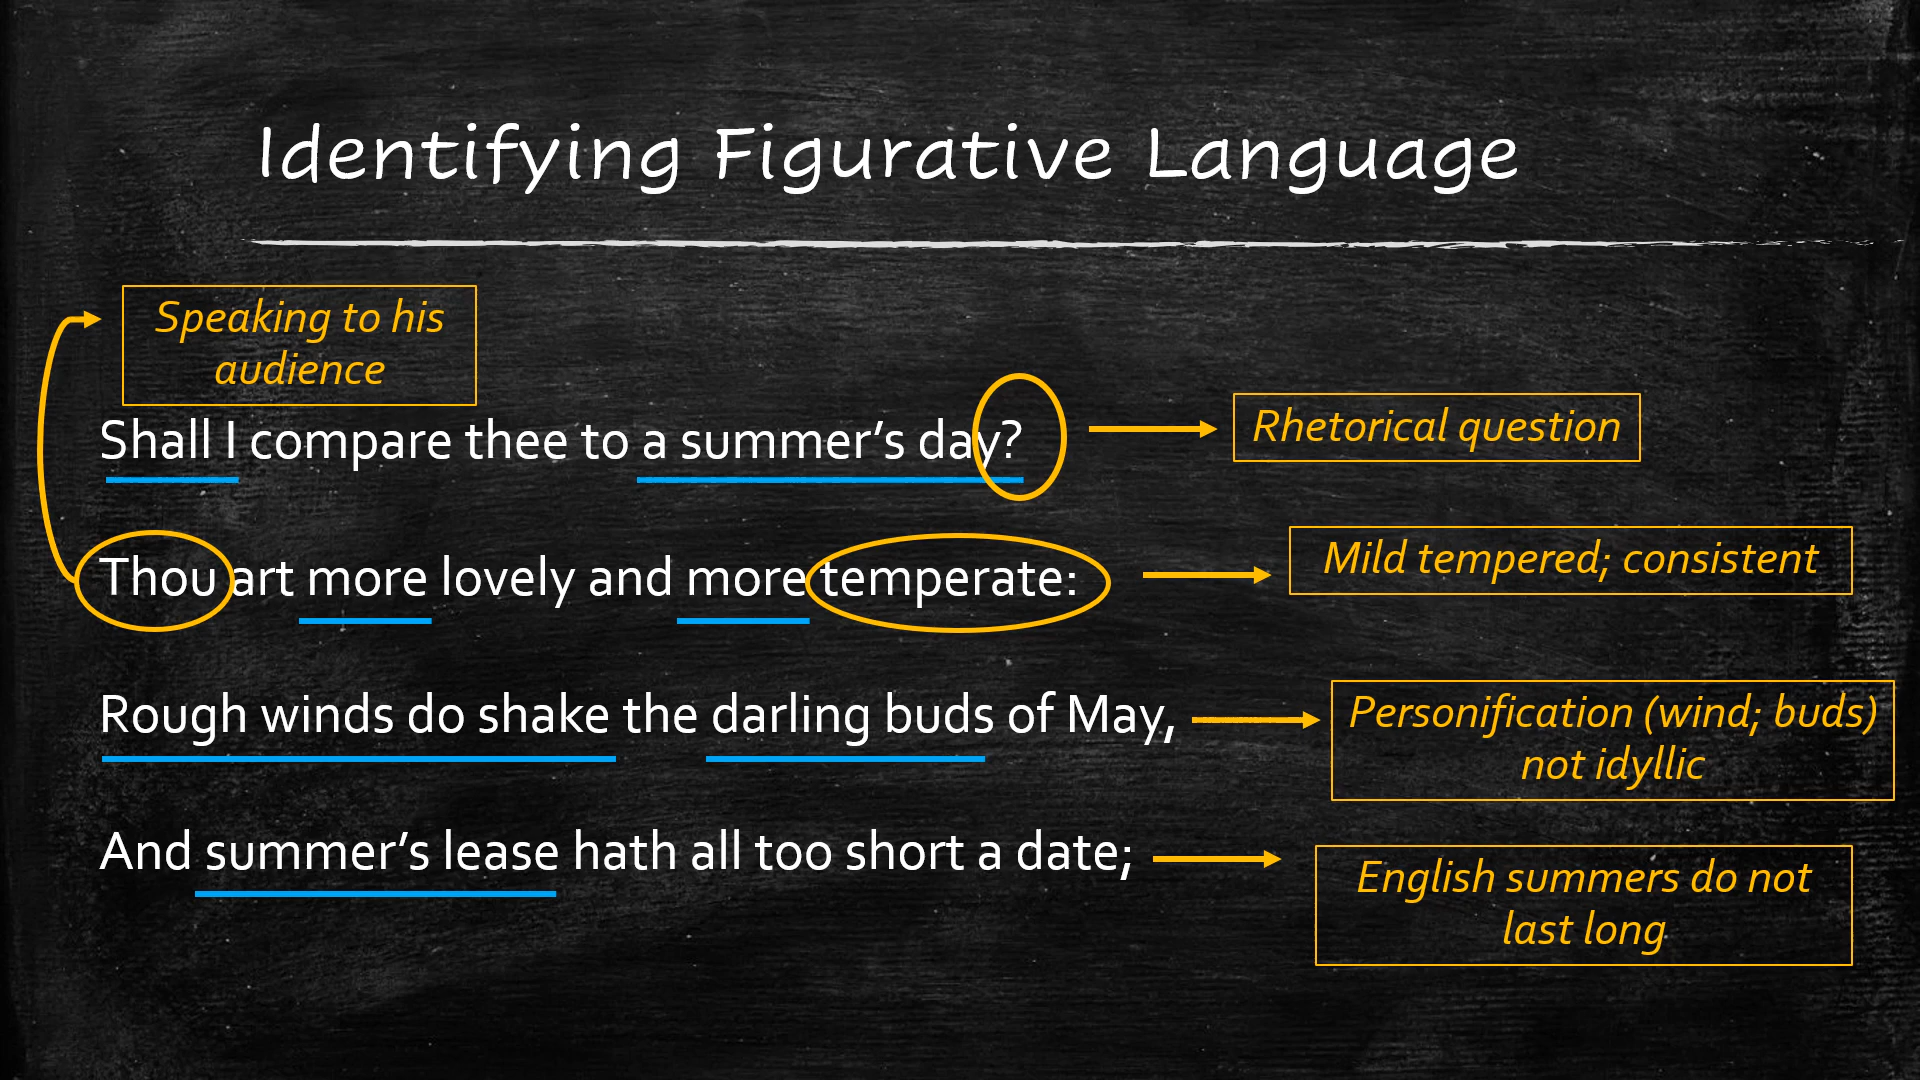 Identifying Figurative Language
Speaking to his
audience
Shall I compare thee to a summer’s day?
Rhetorical question
Thou art more lovely and more temperate:
Mild tempered; consistent
Rough winds do shake the darling buds of May,
Personification (wind; buds)
not idyllic
And summer’s lease hath all too short a date;
English summers do not
last long